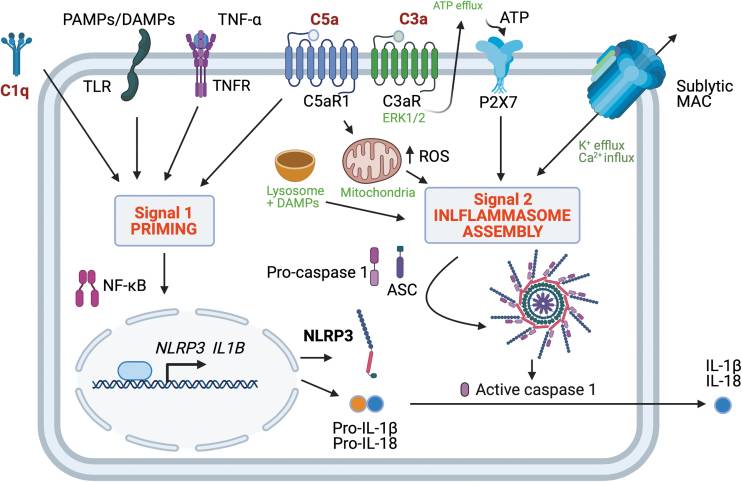 PAMPs/DAMPs
TNF-α
C5a
C3a
ATP efflux
ATP
C1q
TLR
TNFR
C5aR1
C3aR
ERK1/2
P2X7
Sublytic
MAC
K+ efflux
Ca2+ influx
ROS
Mitochondria
Lysosome
+ DAMPs
Signal 1
PRIMING
Signal 2
INLFLAMMASOME
ASSEMBLY
NF-κB
Pro-caspase 1
ASC
NLRP3 IL1B
NLRP3
Active caspase 1
IL-1β
IL-18
Pro-IL-1β
Pro-IL-18